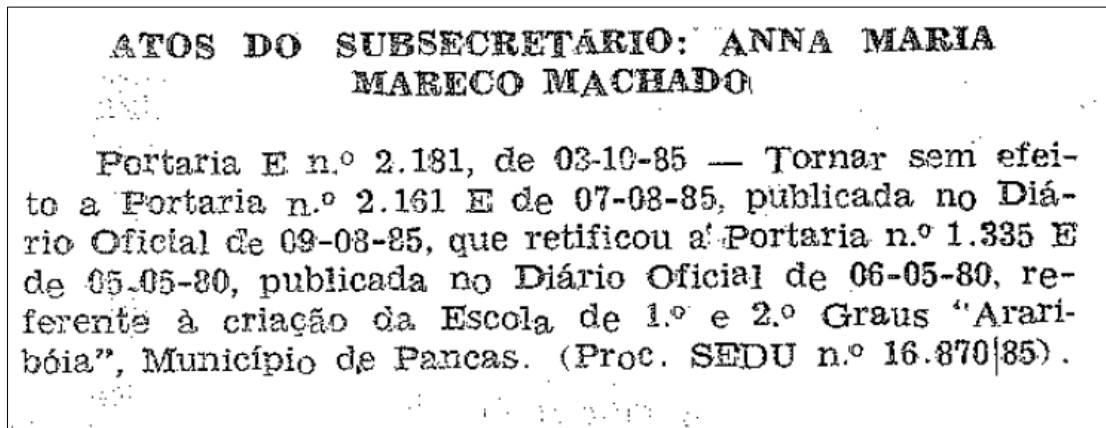 ATOS DO SUBSECRETÁRIO: ANNA MARIA
MARECO MACHADO
Portaria E n.º 2.181, de 03-10-85 — Tornar sem efei-
to a Portaria n.º 2.161 E de 07-08-85, publicada no Diá-
rio Oficial de 09-08-85, que retificou a Portaria n.º 1.335 E
de 05-05-80, publicada no Diário Oficial de 06-05-80, re-
ferente à criação da Escola de 1.º e 2.º Graus "Arari-
bóia", Município de Pancas. (Proc. SEDU n.º 16.870|85).